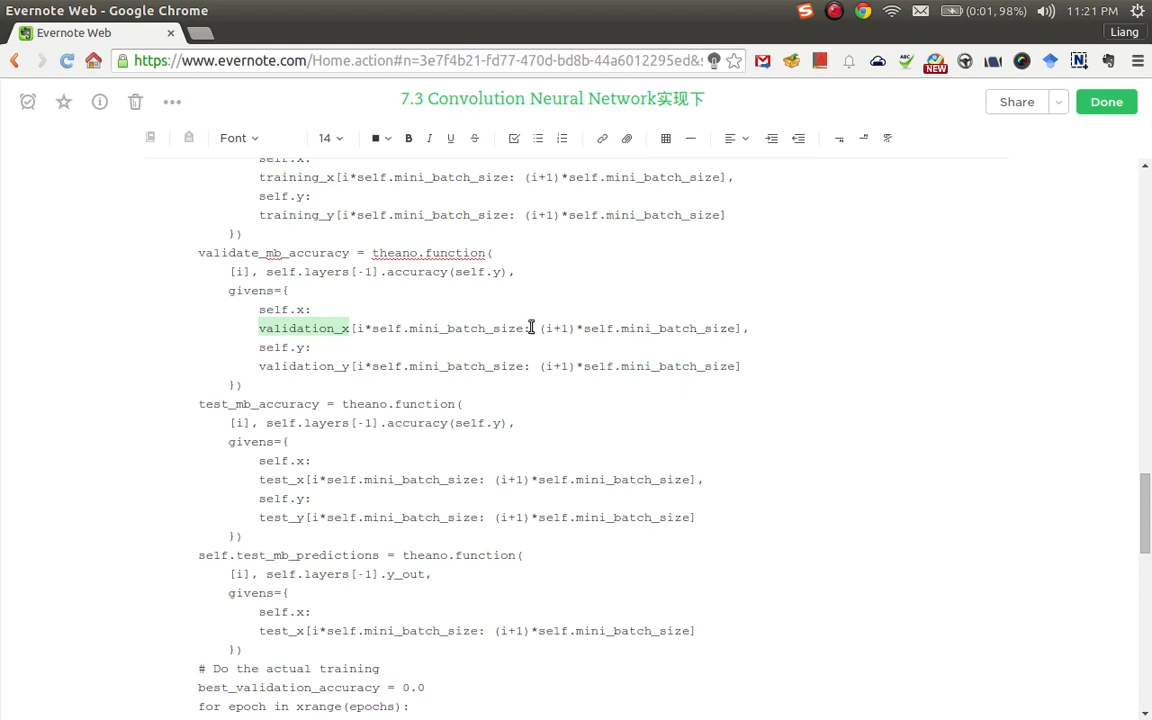 Evernote Web - Google Chrome
(0:01, 98%)
11:21 PM
Evernote Web
Liang
https://www.evernote.com/Home.action#n=3e7f4b21-fd77-470d-bd8b-44a6012295ed&s
NEW
7.3 Convolution Neural Network实现下
Share
Done
Font
14
B
I
U
self.x:
training_x[i*self.mini_batch_size: (i+1)*self.mini_batch_size],
self.y:
training_y[i*self.mini_batch_size: (i+1)*self.mini_batch_size]
})
validate_mb_accuracy = theano.function(
[i], self.layers[-1].accuracy(self.y),
givens={
self.x:
validation_x[i*self.mini_batch_size: (i+1)*self.mini_batch_size],
self.y:
validation_y[i*self.mini_batch_size: (i+1)*self.mini_batch_size]
})
test_mb_accuracy = theano.function(
[i], self.layers[-1].accuracy(self.y),
givens={
self.x:
test_x[i*self.mini_batch_size: (i+1)*self.mini_batch_size],
self.y:
test_y[i*self.mini_batch_size: (i+1)*self.mini_batch_size]
})
self.test_mb_predictions = theano.function(
[i], self.layers[-1].y_out,
givens={
self.x:
test_x[i*self.mini_batch_size: (i+1)*self.mini_batch_size]
})
# Do the actual training
best_validation_accuracy = 0.0
for epoch in xrange(epochs):